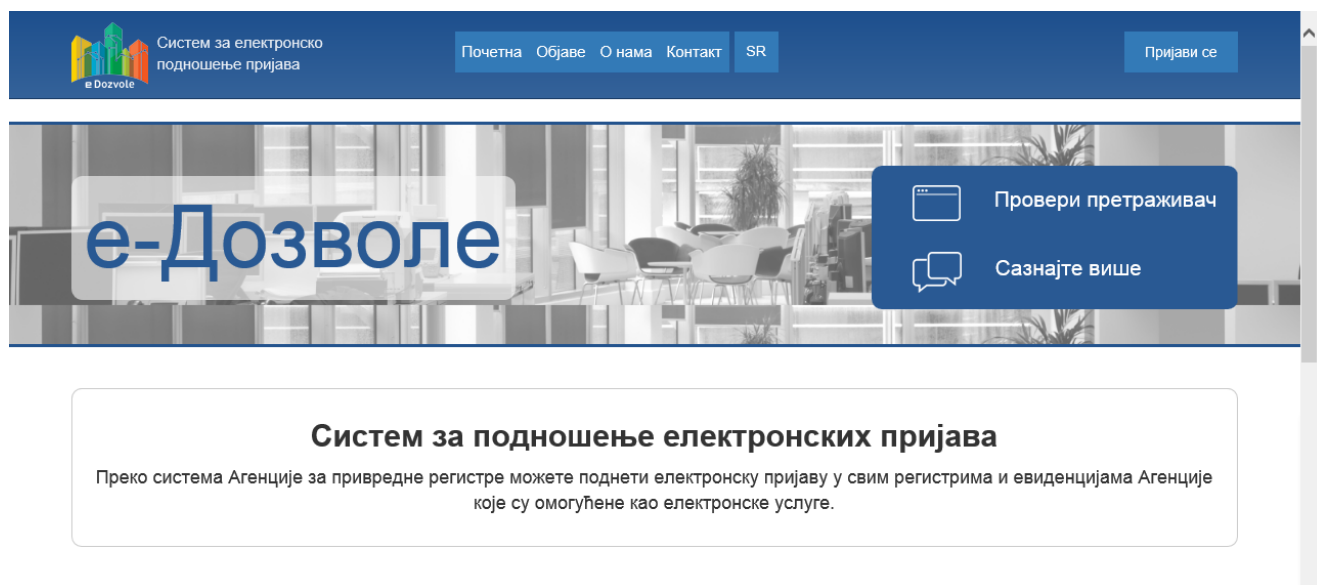 Систем за електронско
подношење пријава
e Dozvole
Почетна Објаве О нама Контакт SR
Пријави се
е-Дозволе
Провери претраживач
Сазнајте више
Систем за подношење електронских пријава
Преко система Агенције за привредне регистре можете поднети електронску пријаву у свим регистрима и евиденцијама Агенције
које су омогућене као електронске услуге.